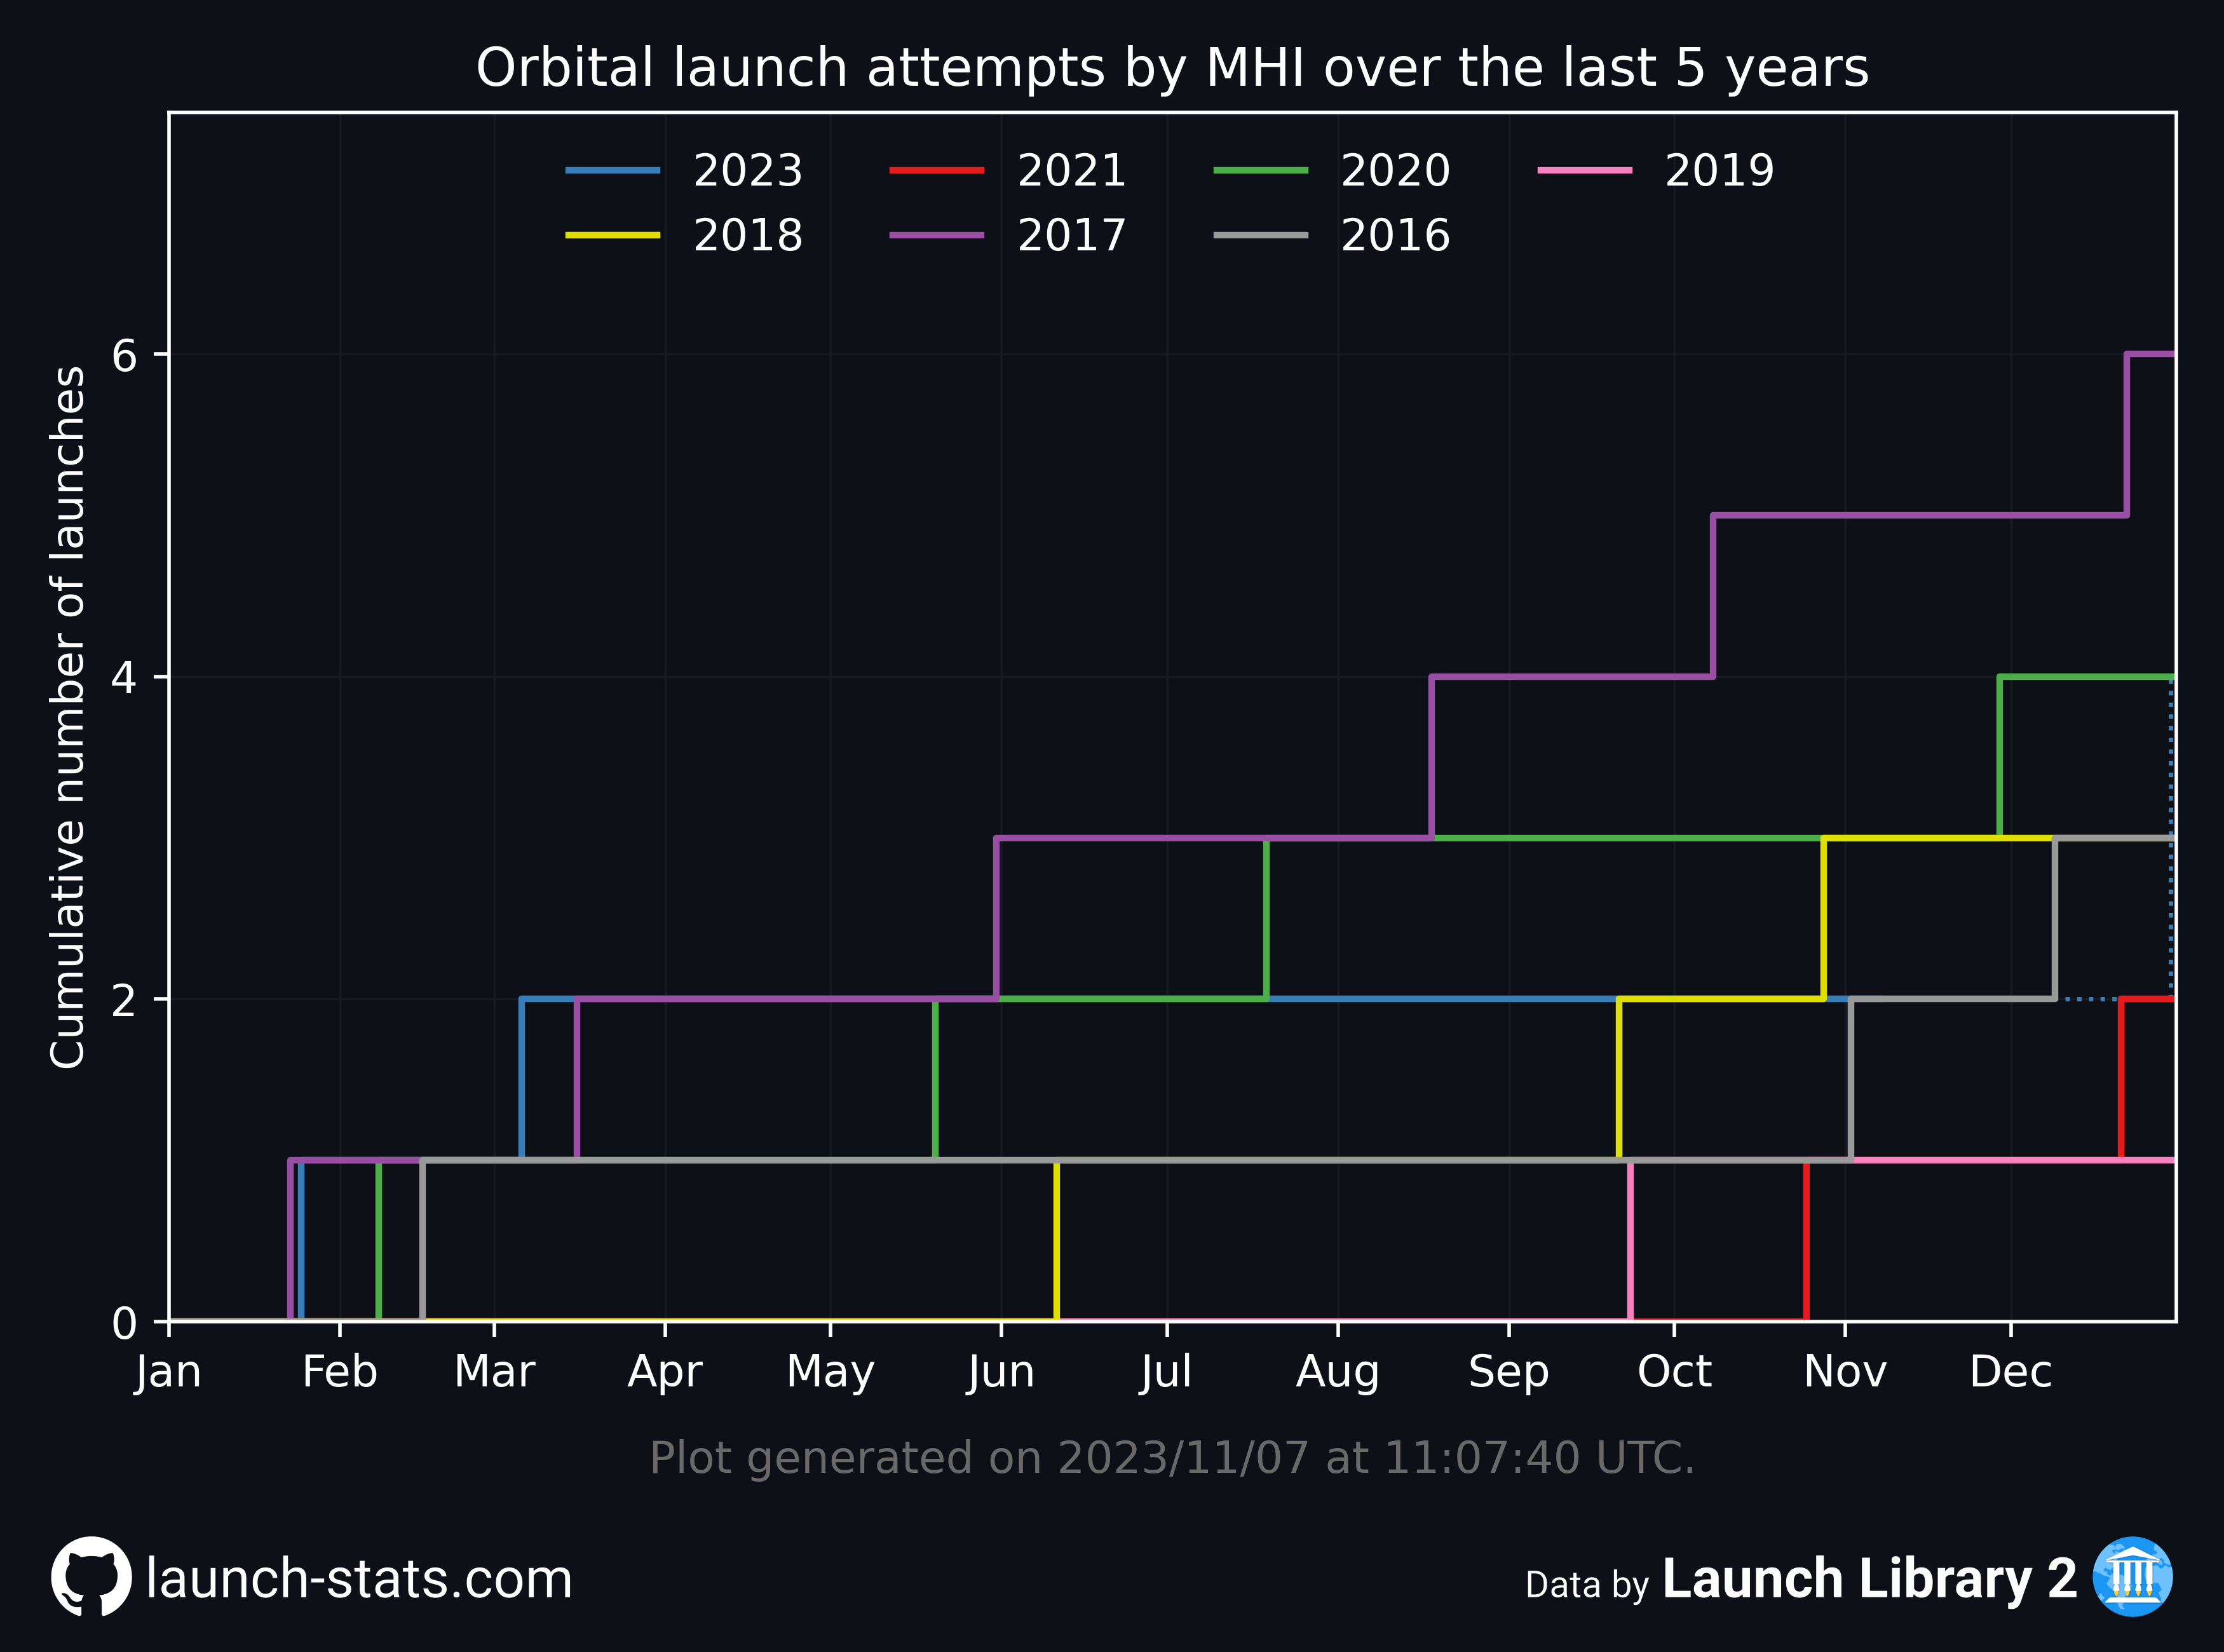 Orbital launch attempts by MHI over the last 5 years
2023 2021 2020 2019
2018 2017 2016
Cumulative number of launches
6
4
2
0
Jan Feb Mar Apr May Jun Jul Aug Sep Oct Nov Dec
Plot generated on 2023/11/07 at 11:07:40 UTC.
launch-stats.com
Data by Launch Library 2